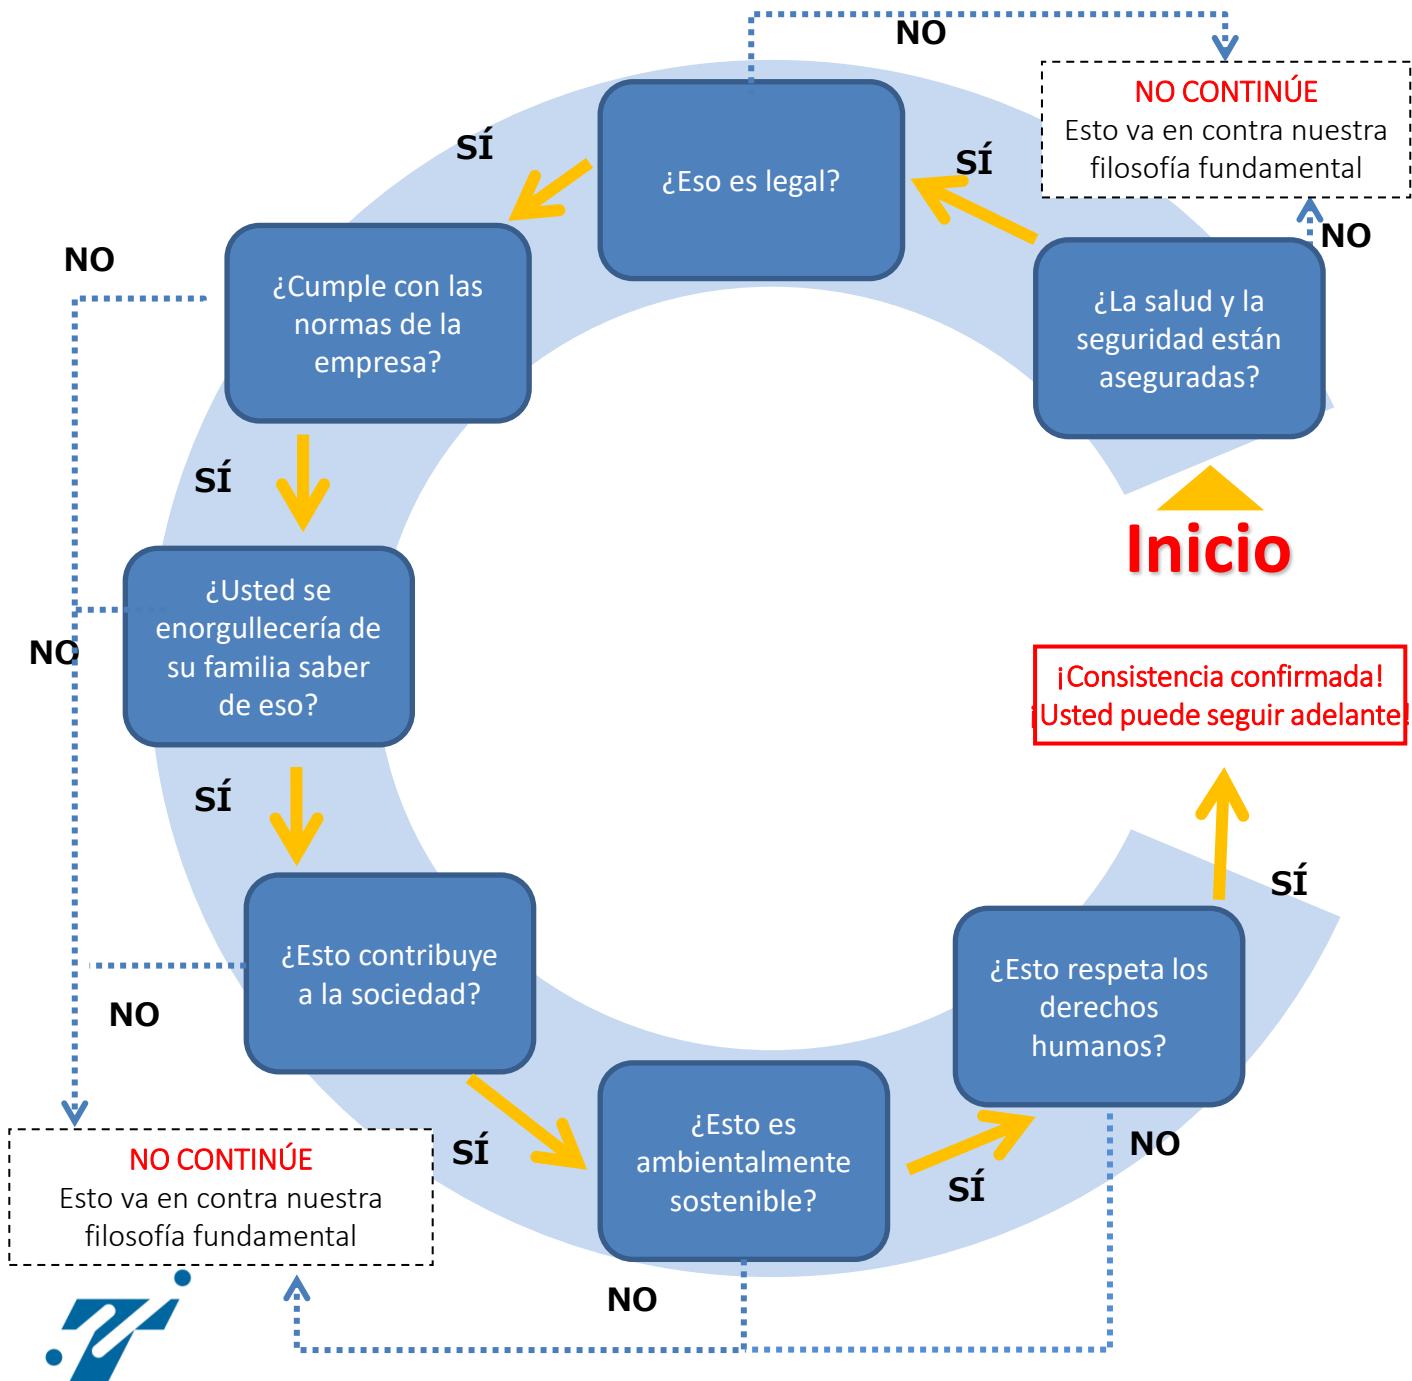 NO
NO CONTINÚE
Esto va en contra nuestra
filosofía fundamental
NO
¿La salud y la
seguridad están
aseguradas?
Inicio
SÍ
¿Eso es legal?
SÍ
¿Cumple con las
normas de la
empresa?
NO
SÍ
¿Usted se
enorgullecería de
su familia saber
de eso?
NO
SÍ
¿Esto contribuye
a la sociedad?
NO
SÍ
¿Esto es
ambientalmente
sostenible?
NO
SÍ
¿Esto respeta los
derechos
humanos?
NO
SÍ
¡Consistencia confirmada!
¡Usted puede seguir adelante!
NO CONTINÚE
Esto va en contra nuestra
filosofía fundamental